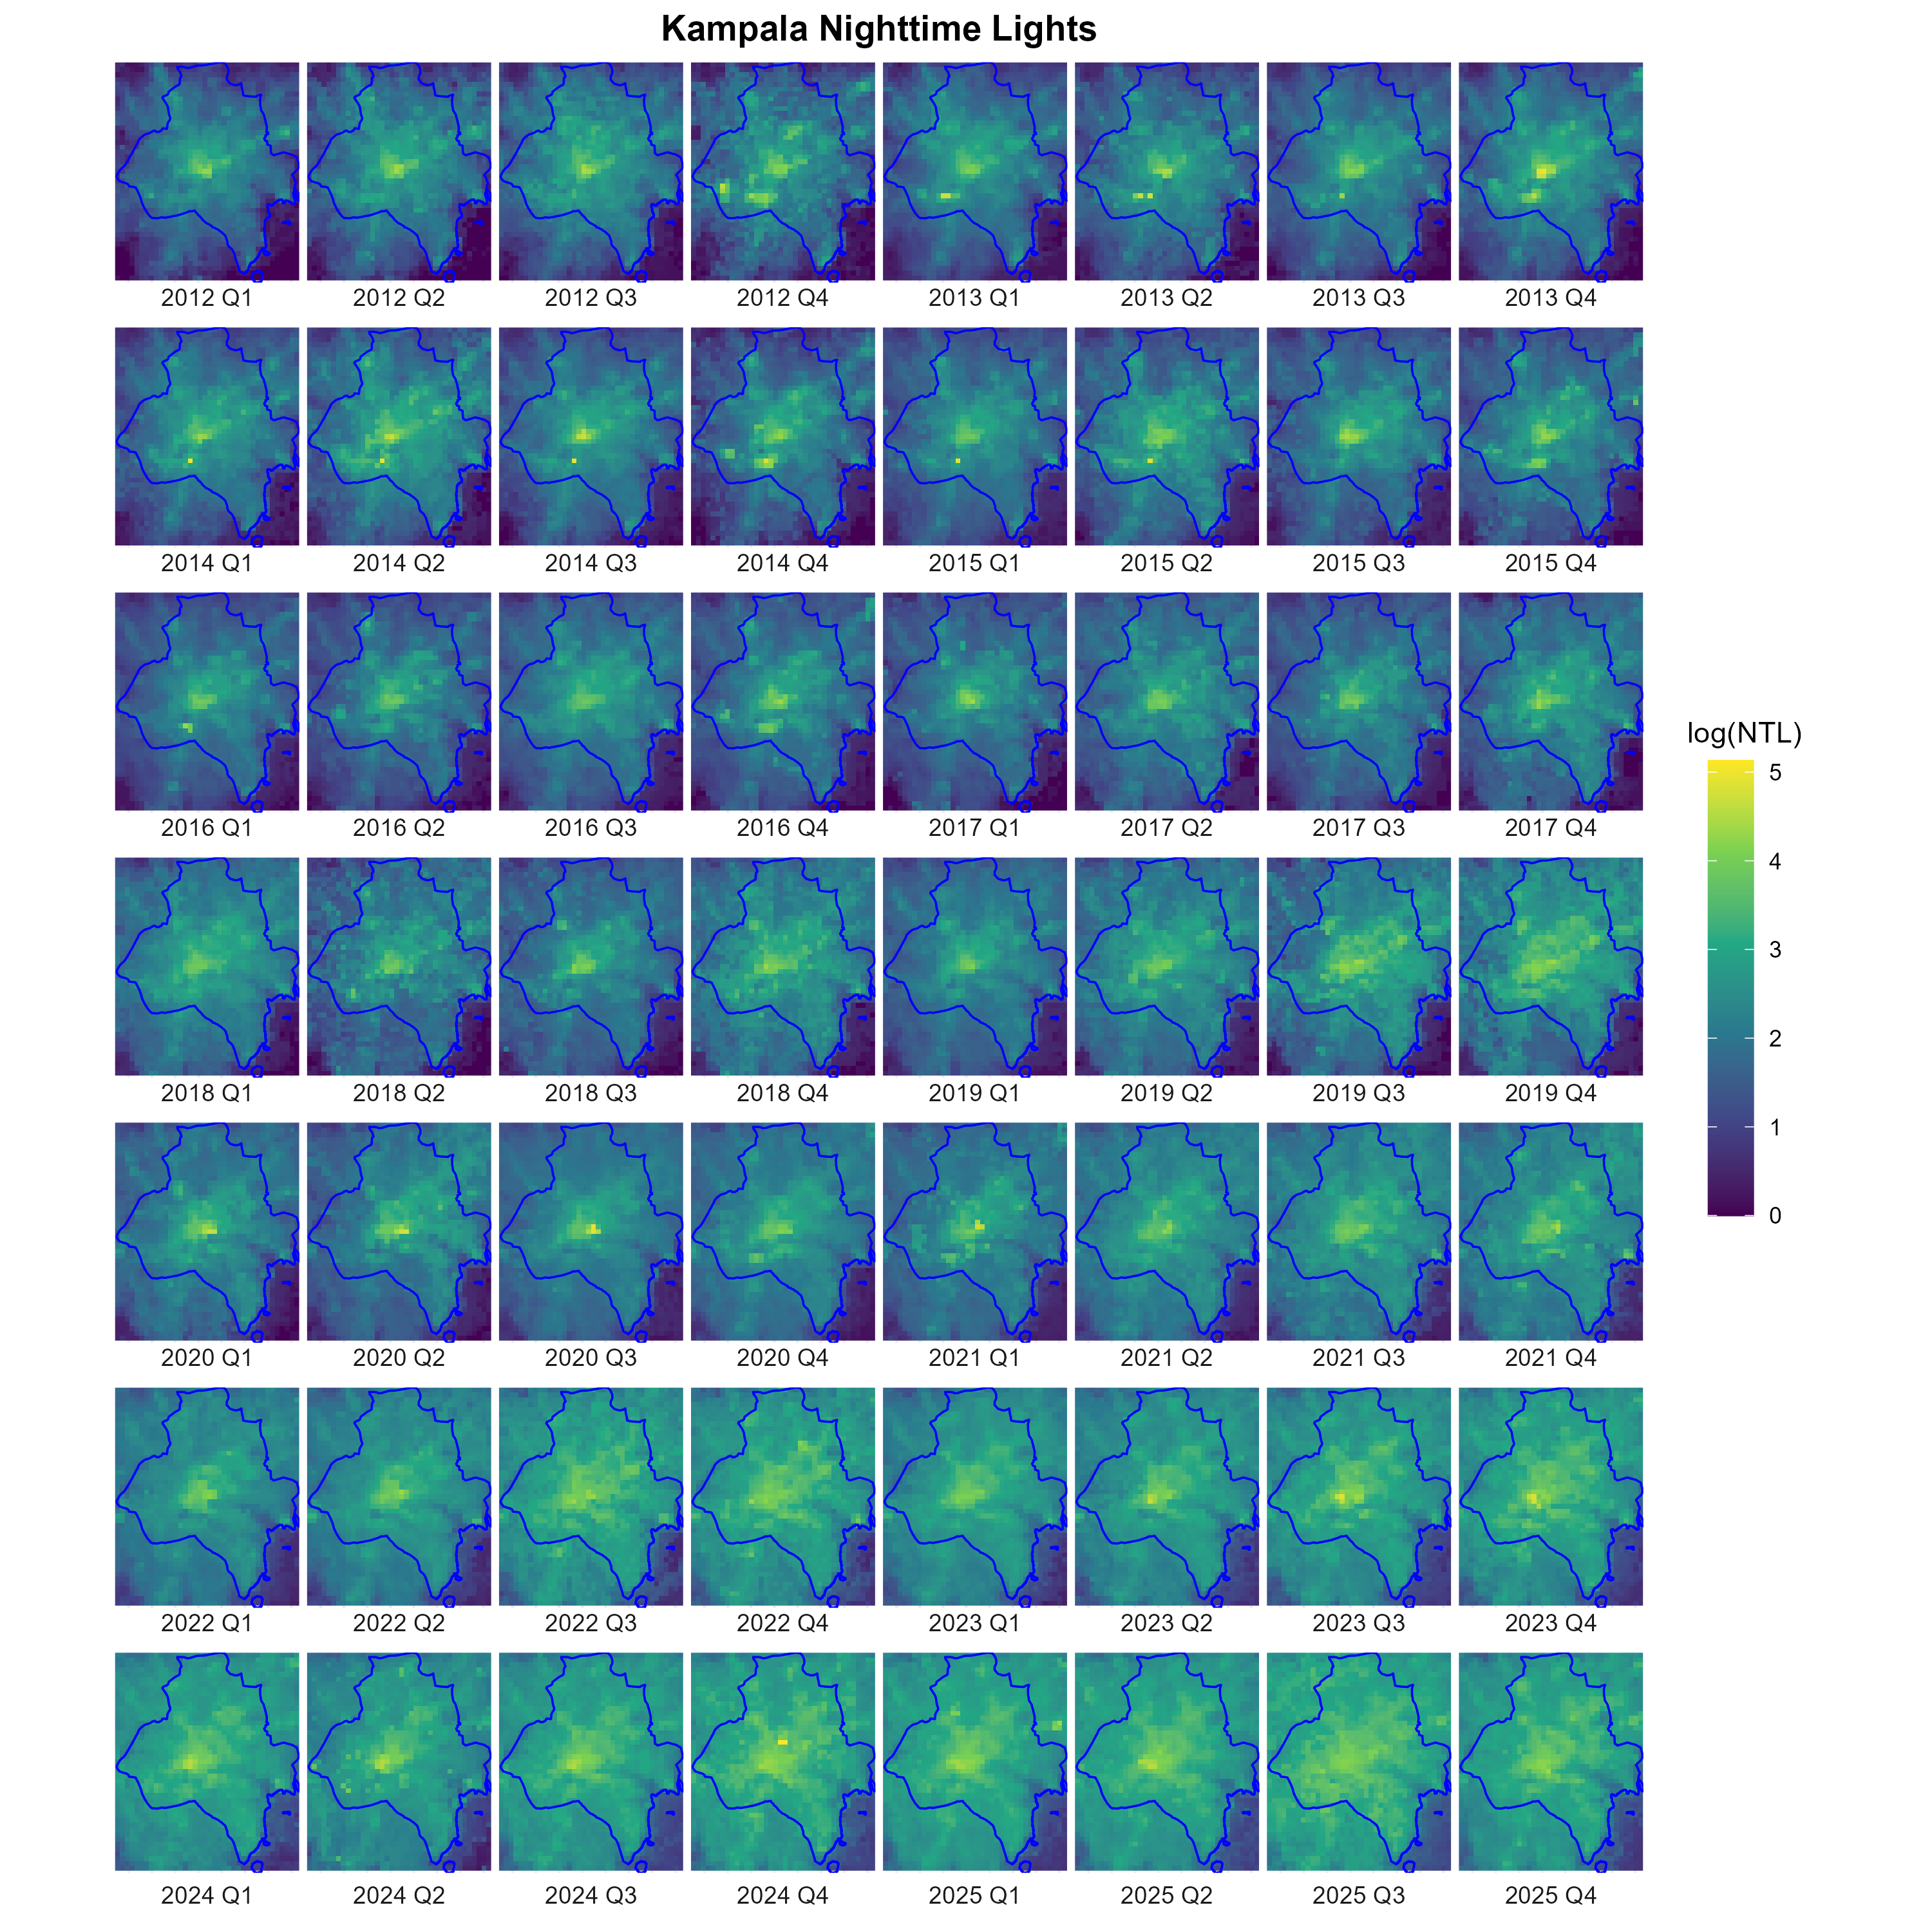 Kampala Nighttime Lights
2012 Q1 2012 Q2 2012 Q3 2012 Q4 2013 Q1 2013 Q2 2013 Q3 2013 Q4
2014 Q1 2014 Q2 2014 Q3 2014 Q4 2015 Q1 2015 Q2 2015 Q3 2015 Q4
2016 Q1 2016 Q2 2016 Q3 2016 Q4 2017 Q1 2017 Q2 2017 Q3 2017 Q4
2018 Q1 2018 Q2 2018 Q3 2018 Q4 2019 Q1 2019 Q2 2019 Q3 2019 Q4
2020 Q1 2020 Q2 2020 Q3 2020 Q4 2021 Q1 2021 Q2 2021 Q3 2021 Q4
2022 Q1 2022 Q2 2022 Q3 2022 Q4 2023 Q1 2023 Q2 2023 Q3 2023 Q4
2024 Q1 2024 Q2 2024 Q3 2024 Q4 2025 Q1 2025 Q2 2025 Q3 2025 Q4
log(NTL)
5
4
3
2
1
0